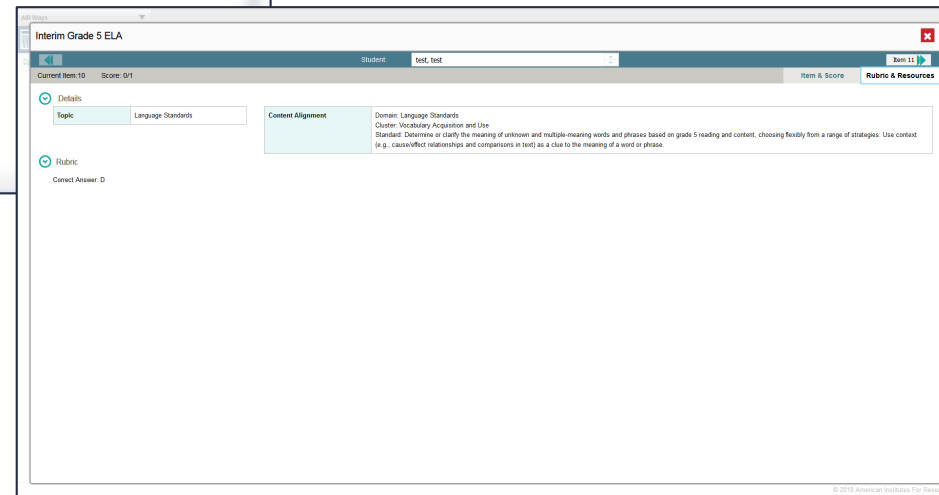 AIR Ways
Interim Grade 5 ELA
Student: test, test
Item 11
Current Item:10 Score: 0/1
Item & Score Rubric & Resources
Details
Topic Language Standards
Content Alignment Domain: Language Standards
Cluster: Vocabulary Acquisition and Use
Standard: Determine or clarify the meaning of unknown and multiple-meaning words and phrases based on grade 5 reading and content, choosing flexibly from a range of strategies: Use context
(e.g., cause/effect relationships and comparisons in text) as a clue to the meaning of a word or phrase.
Rubric
Correct Answer: D
American Institutes For